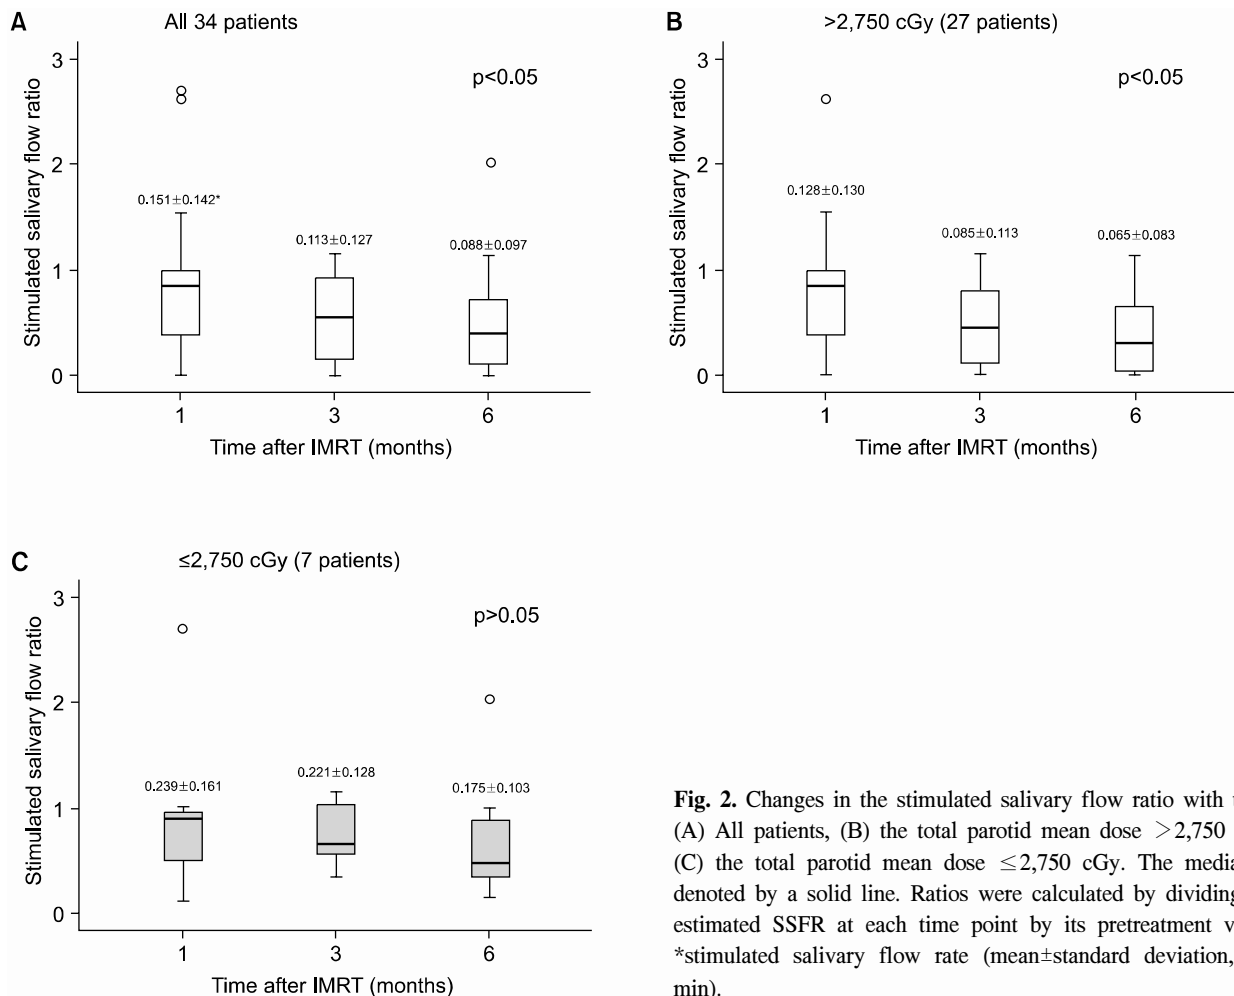 A
All 34 patients
3
2
1
0
Stimulated salivary flow ratio
p<0.05
0.151±0.142*
0.113±0.127
0.088±0.097
1 3 6
Time after IMRT (months)
B
>2,750 cGy (27 patients)
3
2
1
0
Stimulated salivary flow ratio
p<0.05
0.128±0.130
0.085±0.113
0.065±0.083
1 3 6
Time after IMRT (months)
C
≤2,750 cGy (7 patients)
3
2
1
0
Stimulated salivary flow ratio
p>0.05
0.239±0.161
0.221±0.128
0.175±0.103
1 3 6
Time after IMRT (months)
Fig. 2. Changes in the stimulated salivary flow ratio with
(A) All patients, (B) the total parotid mean dose >2,750
(C) the total parotid mean dose ≤2,750 cGy. The
denoted by a solid line. Ratios were calculated by dividing
estimated SSFR at each time point by its pretreatment
*stimulated salivary flow rate (mean±standard deviation,
min).